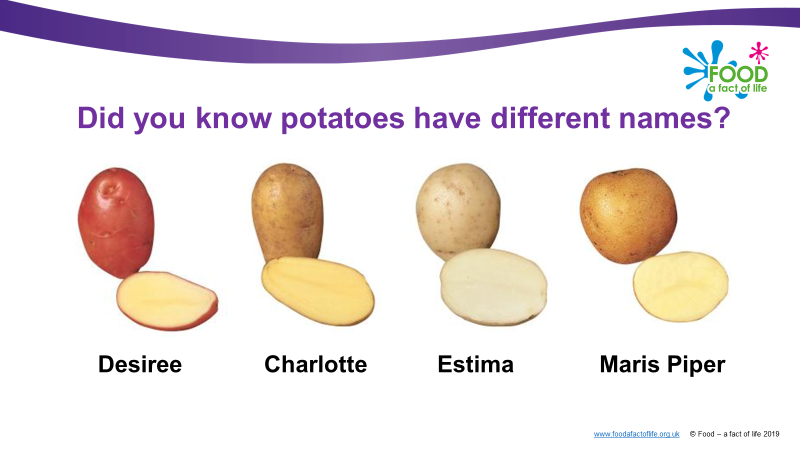 FOOD
a fact of life
Did you know potatoes have different names?
Desiree
Charlotte
Estima
Maris Piper
www.foodafactoflife.org.uk © Food – a fact of life 2019